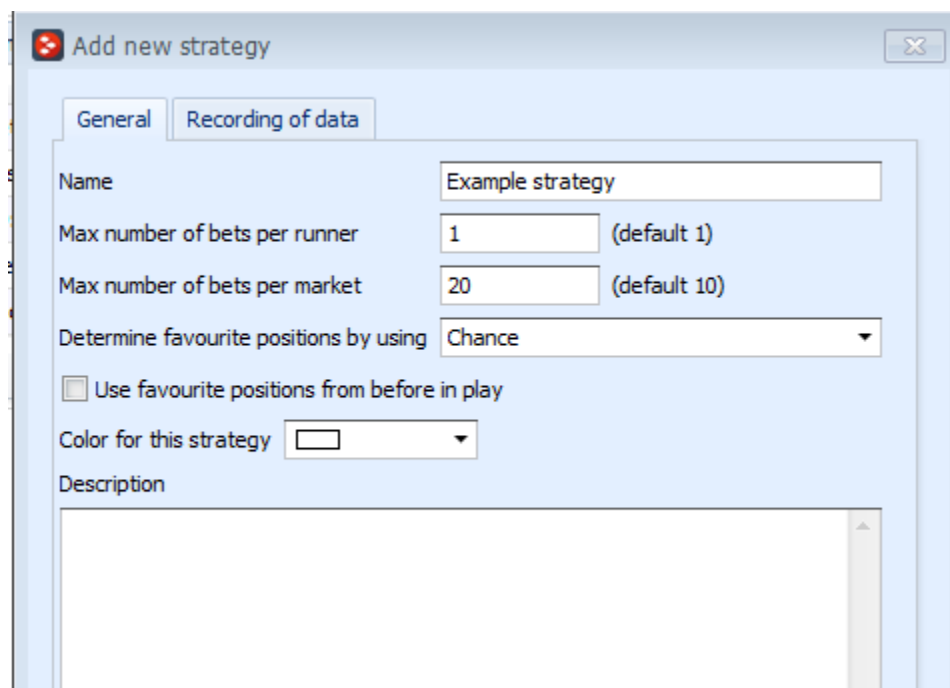 Add new strategy
General Recording of data
Name Example strategy
Max number of bets per runner 1 (default 1)
Max number of bets per market 20 (default 10)
Determine favourite positions by using Chance
Use favourite positions from before in play
Color for this strategy
Description